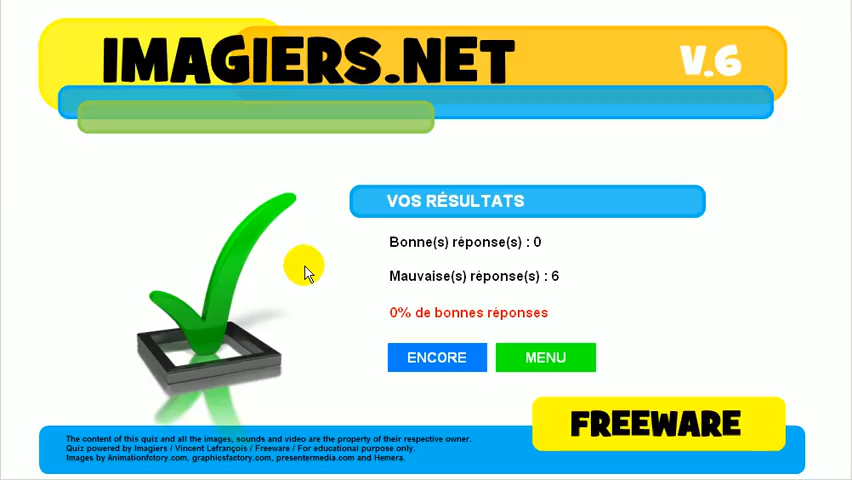 IMAGIERS.NET
V.6
VOS RÉSULTATS
Bonne(s) réponse(s) : 0
Mauvaise(s) réponse(s) : 6
0% de bonnes réponses
ENCORE
MENU
FREEWARE
The content of this quiz and all the images, sounds and video are the property of their respective owner.
Quiz powered by Imagiers / Vincent Lefrançois / Freeware / For educational purpose only.
Images by Animationfctory.com, graphicsfactory.com, presentermedia.com and Hemera.